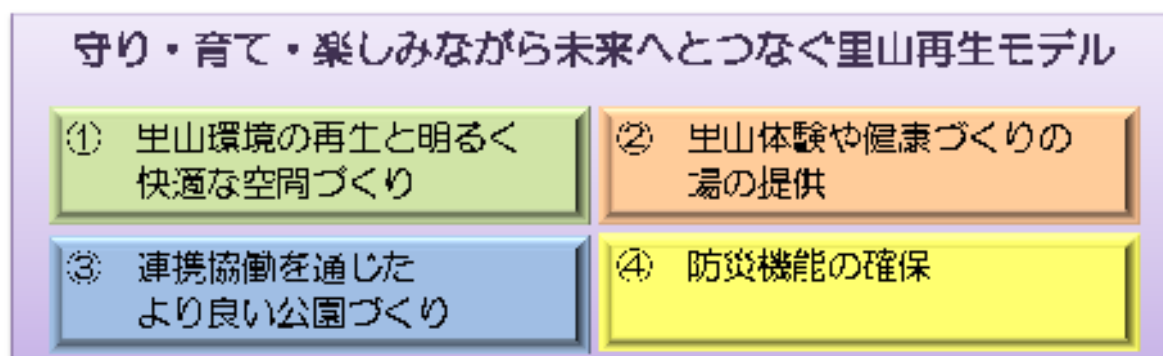 守り・育て・楽しみながら未来へとつなぐ里山再生モデル
① 里山環境の再生と明るく
快適な空間づくり
② 里山体験や健康づくりの
場の提供
③ 連携協働を通じた
より良い公園づくり
④ 防災機能の確保